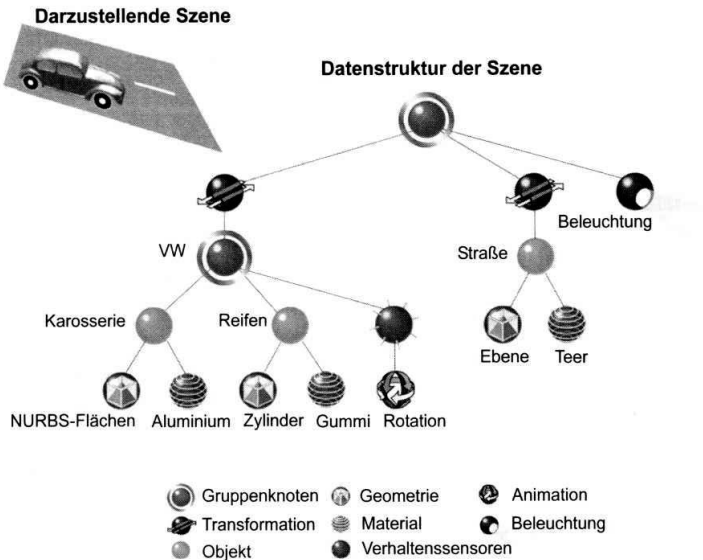 Darzustellende Szene
Datenstruktur der Szene
Beleuchtung
VW
Straße
Karosserie
Reifen
Ebene
Teer
NURBS-Flächen
Aluminium
Zylinder
Gummi
Rotation
Gruppenknoten
Geometrie
Animation
Transformation
Material
Beleuchtung
Objekt
Verhaltenssensoren